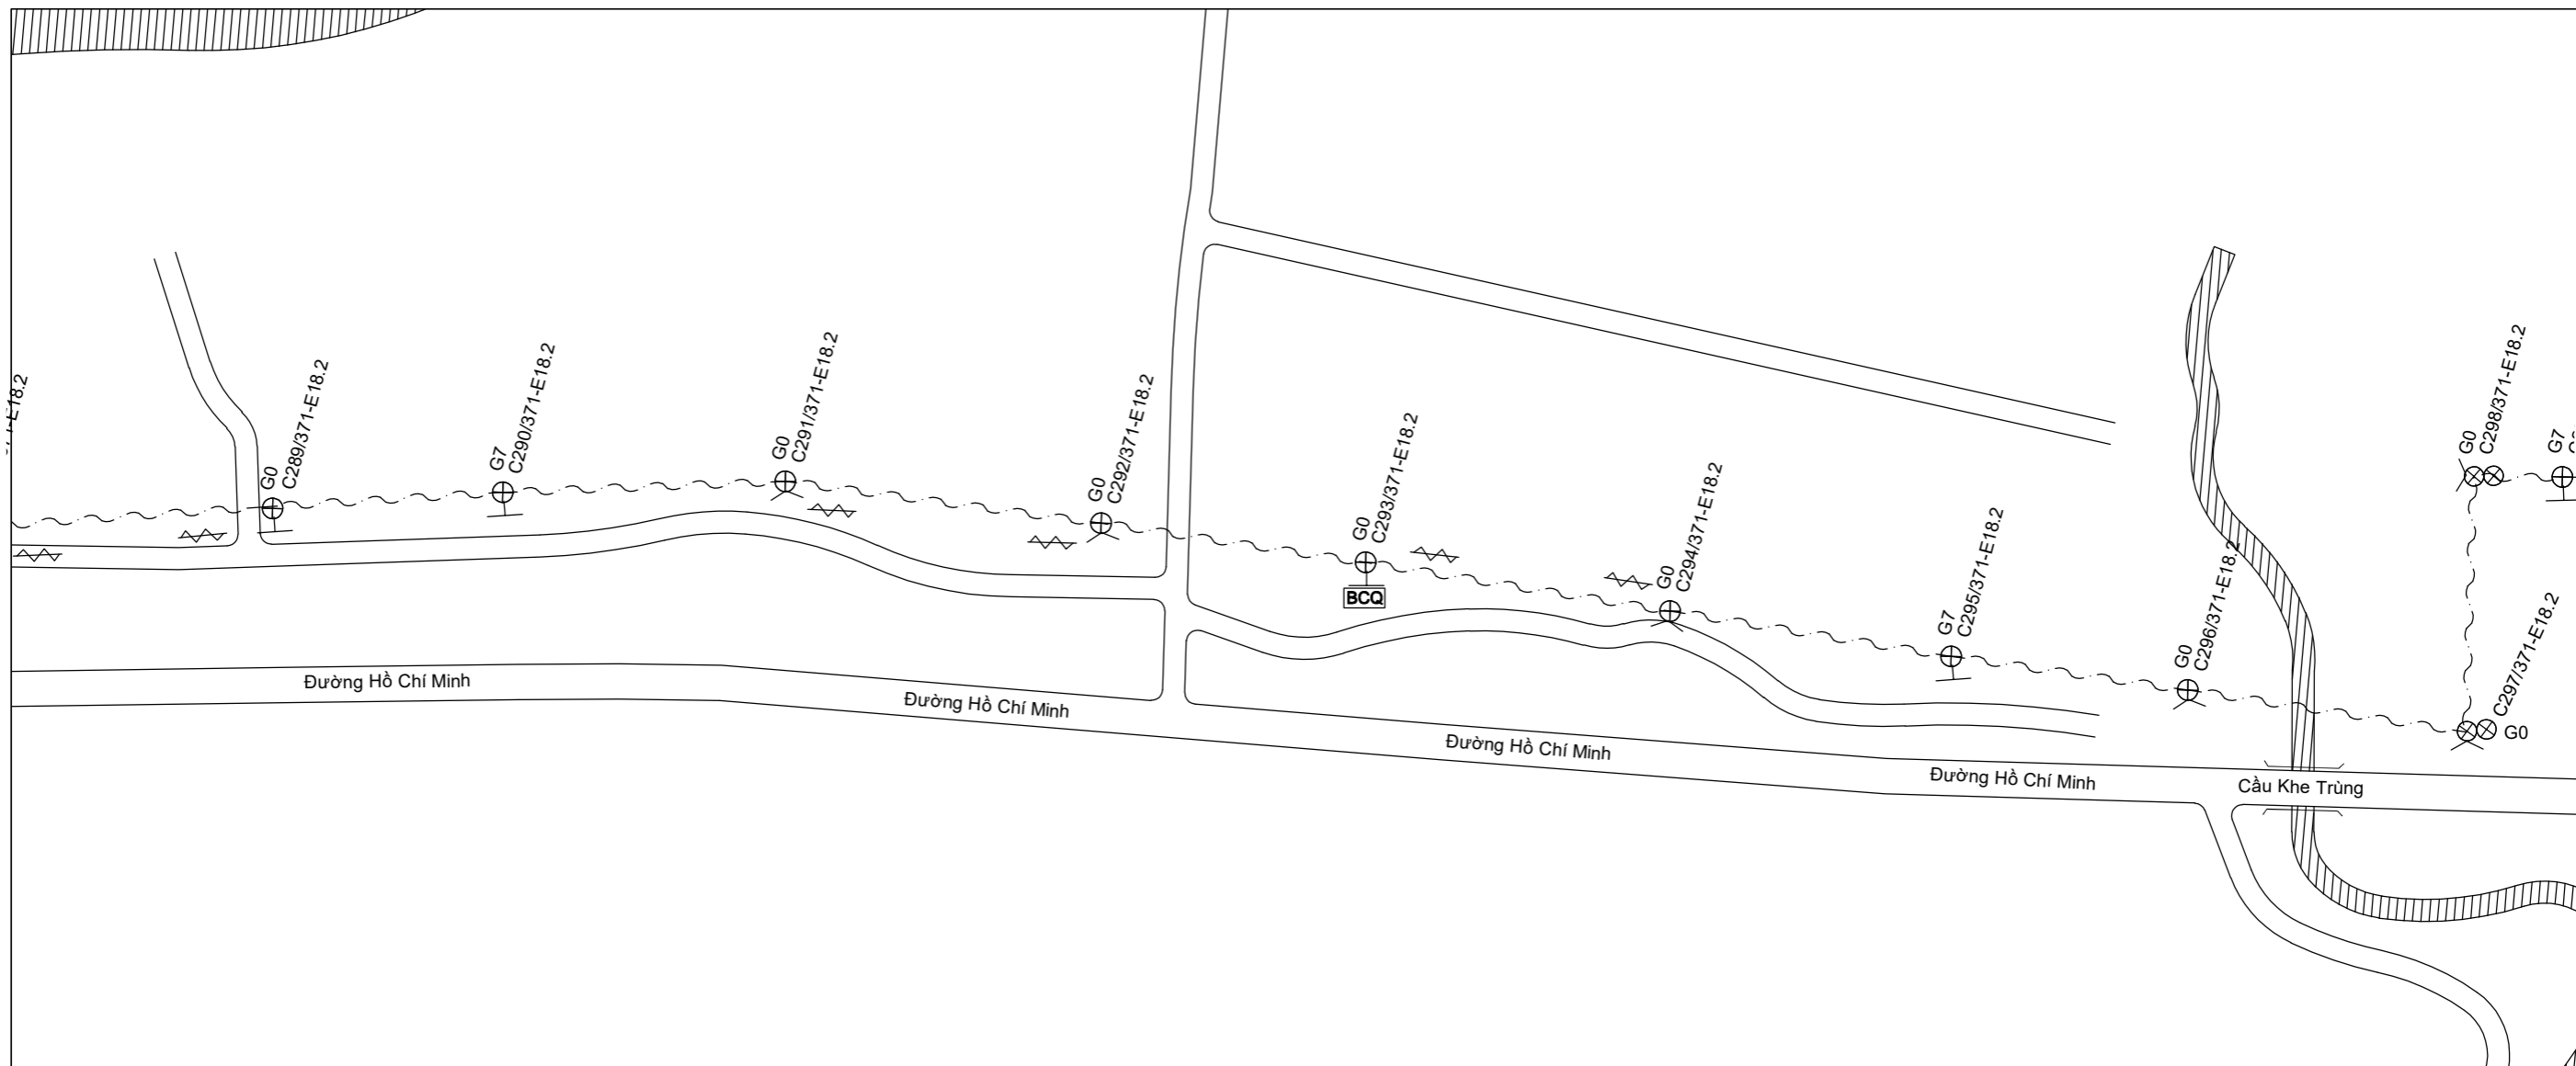 G0
C289/371-E18.2
G7
C290/371-E18.2
G0
C291/371-E18.2
G0
C292/371-E18.2
G0
C293/371-E18.2
BCQ
G0
C294/371-E18.2
G7
C295/371-E18.2
G0
C296/371-E18.2
G0
C298/371-E18.2
G7
C297/371-E18.2
G0
Đường Hồ Chí Minh
Đường Hồ Chí Minh
Đường Hồ Chí Minh
Đường Hồ Chí Minh
Cầu Khe Trùng